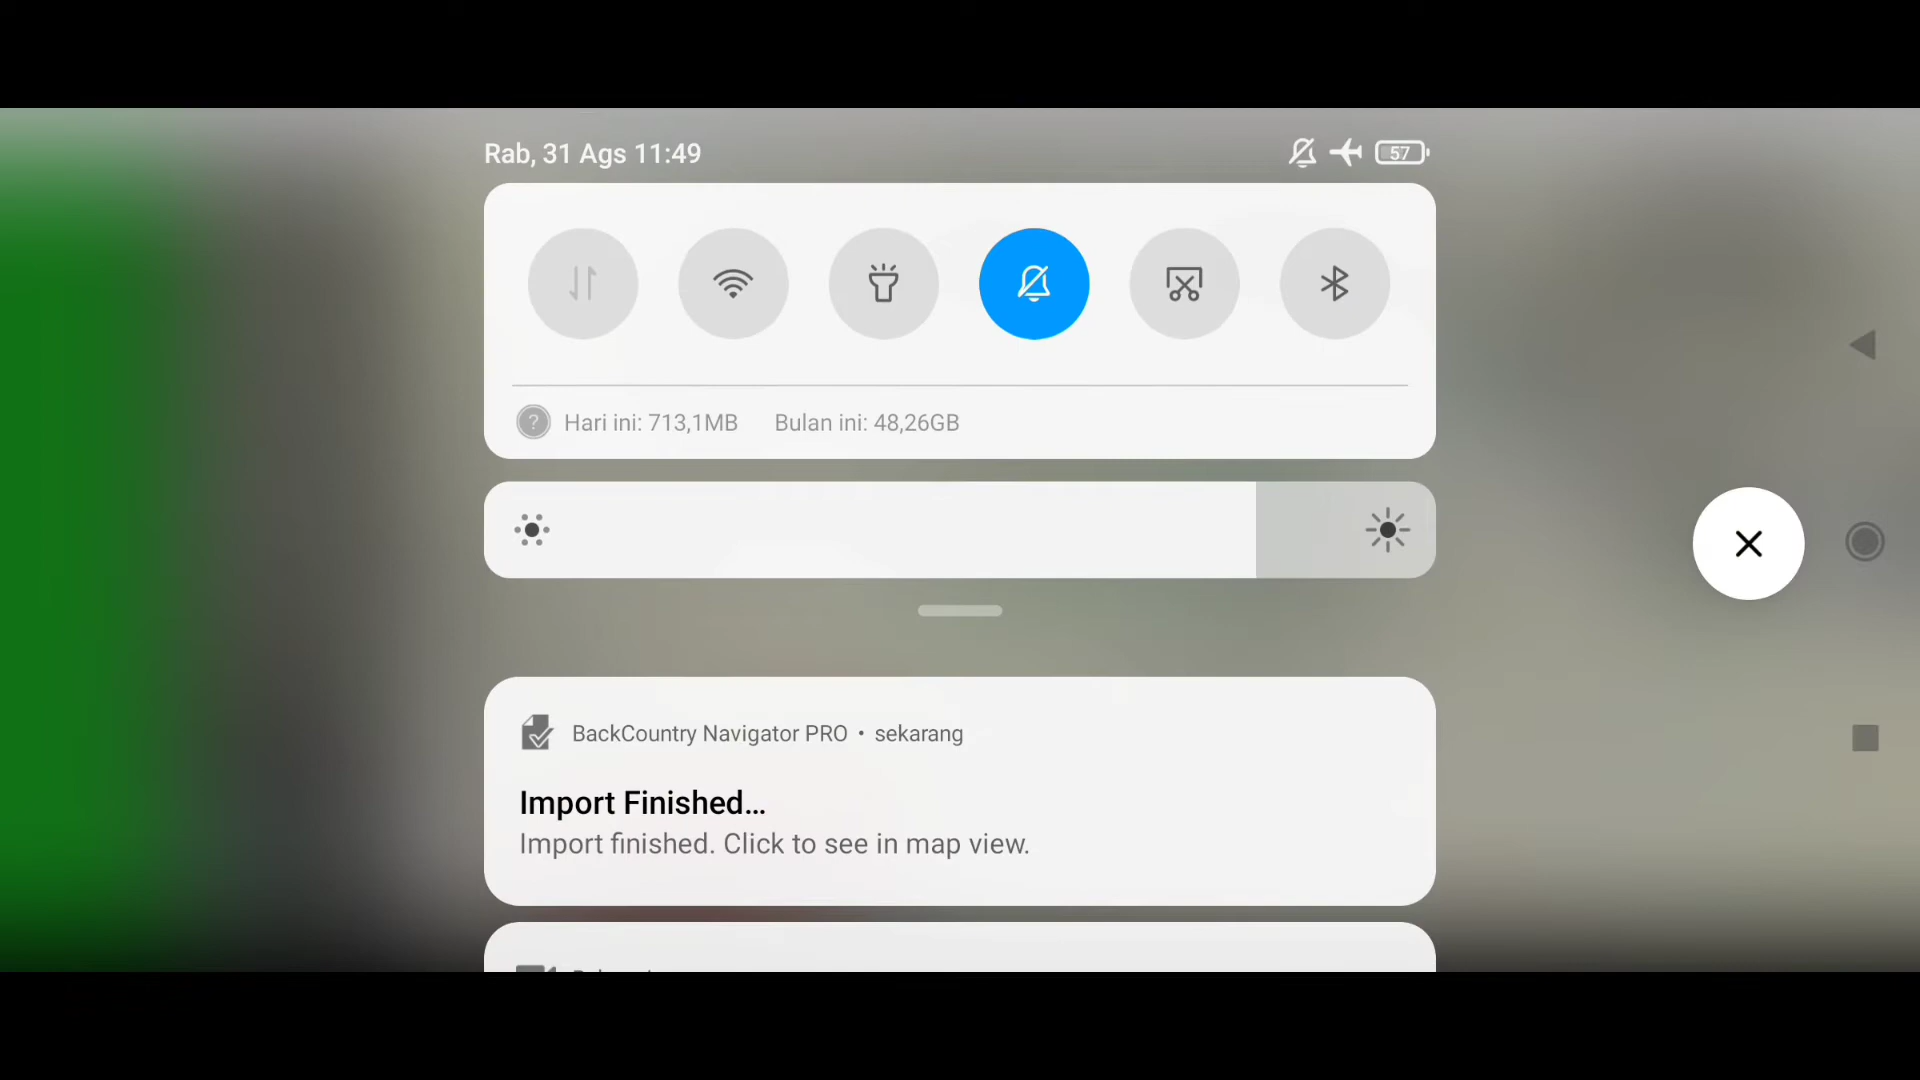 Rab, 31 Ags 11:49
57
?
Hari ini: 713,1MB Bulan ini: 48,26GB
BackCountry Navigator PRO • sekarang
Import Finished...
Import finished. Click to see in map view.